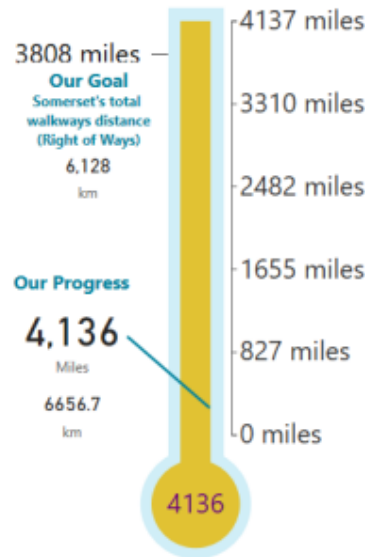 3808 miles
Our Goal
Somerset's total
walkways distance
(Right of Ways)
6,128
km
Our Progress
4,136
Miles
6656.7
km
4137 miles
3310 miles
2482 miles
1655 miles
827 miles
0 miles
4136